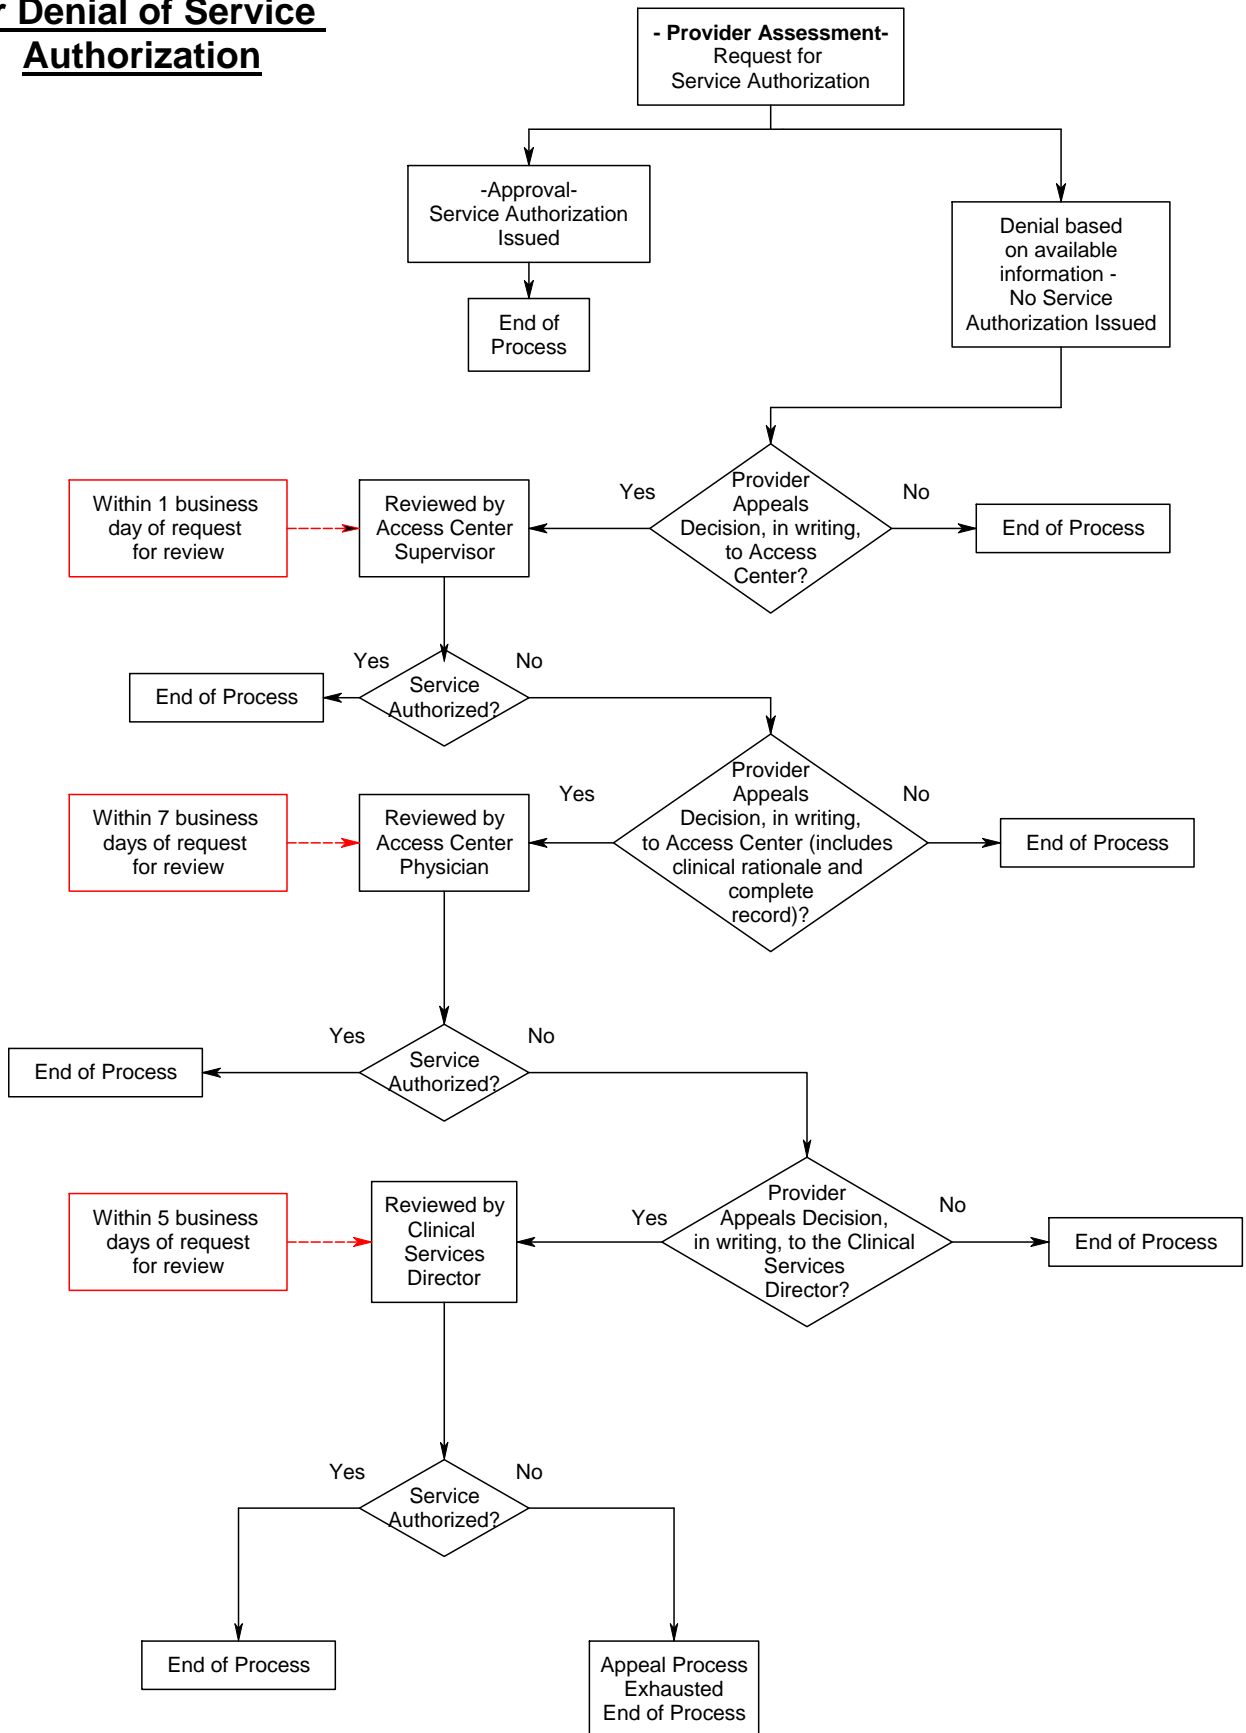 r Denial of Service
Authorization
- Provider Assessment-
Request for
Service Authorization
-Approval-
Service Authorization
Issued
Denial based
on available
information -
No Service
Authorization Issued
End of
Process
Within 1 business
day of request
for review
Reviewed by
Access Center
Supervisor
Yes
Provider
Appeals
Decision, in writing,
to Access
Center?
No
End of Process
End of Process
Yes
Service
Authorized?
No
Within 7 business
days of request
for review
Reviewed by
Access Center
Physician
Yes
Provider
Appeals
Decision, in writing,
to Access Center (includes
clinical rationale and
complete
record)?
No
End of Process
End of Process
Yes
Service
Authorized?
No
Within 5 business
days of request
for review
Reviewed by
Clinical
Services
Director
Yes
Provider
Appeals Decision,
in writing, to the Clinical
Services
Director?
No
End of Process
Yes
Service
Authorized?
No
End of Process
Appeal Process
Exhausted
End of Process